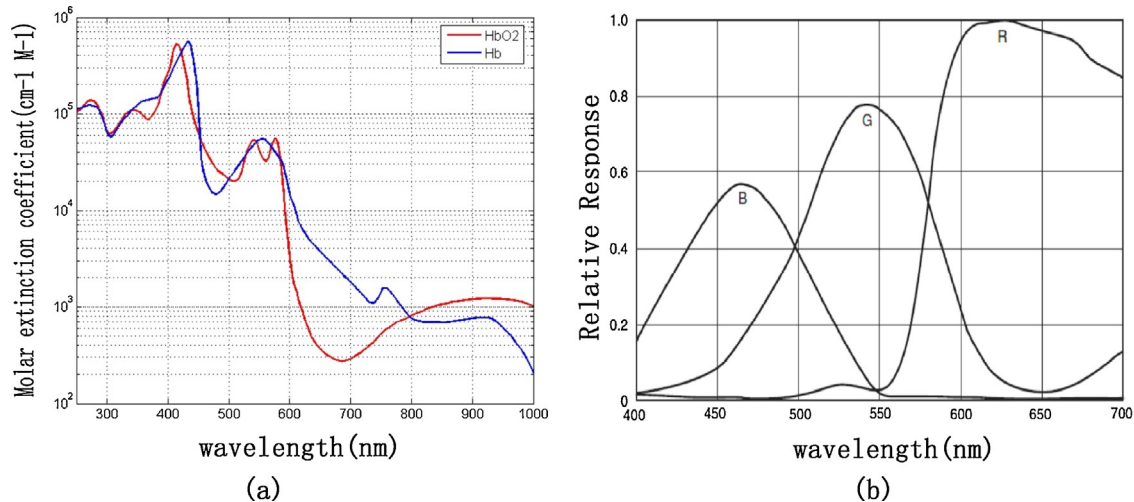 Molar extinction coefficient(cm-1 M-1)
10^6
10^5
10^4
10^3
10^2
HbO2
Hb
300 400 500 600 700 800 900 1000
wavelength(nm)
(a)
Relative Response
1.0
0.8
0.6
0.4
0.2
0
B
G
R
400 450 500 550 600 650 700
wavelength(nm)
(b)